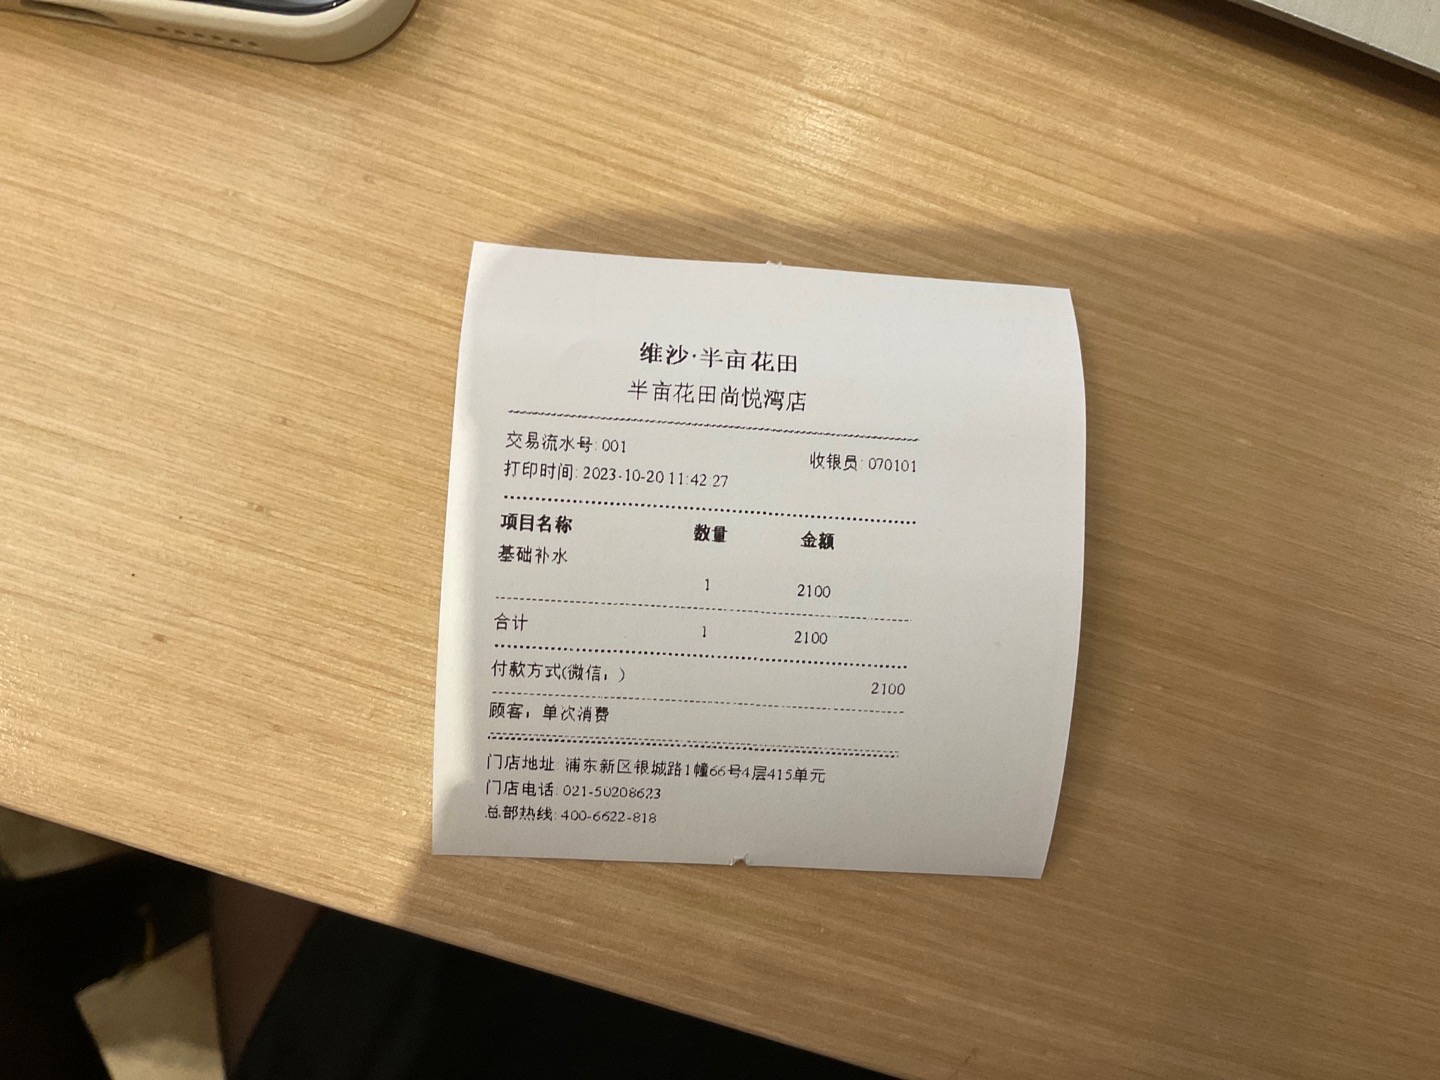 维沙·半亩花田
半亩花田尚悦湾店
交易流水号: 001 收银员: 070101
打印时间: 2023-10-20 11:42:27
项目名称 数量 金额
基础补水
1 2100
合计 1 2100
付款方式(微信: ) 2100
顾客: 单次消费
门店地址: 浦东新区银城路1幢66号4层415单元
门店电话: 021-50208623
总部热线: 400-6622-818